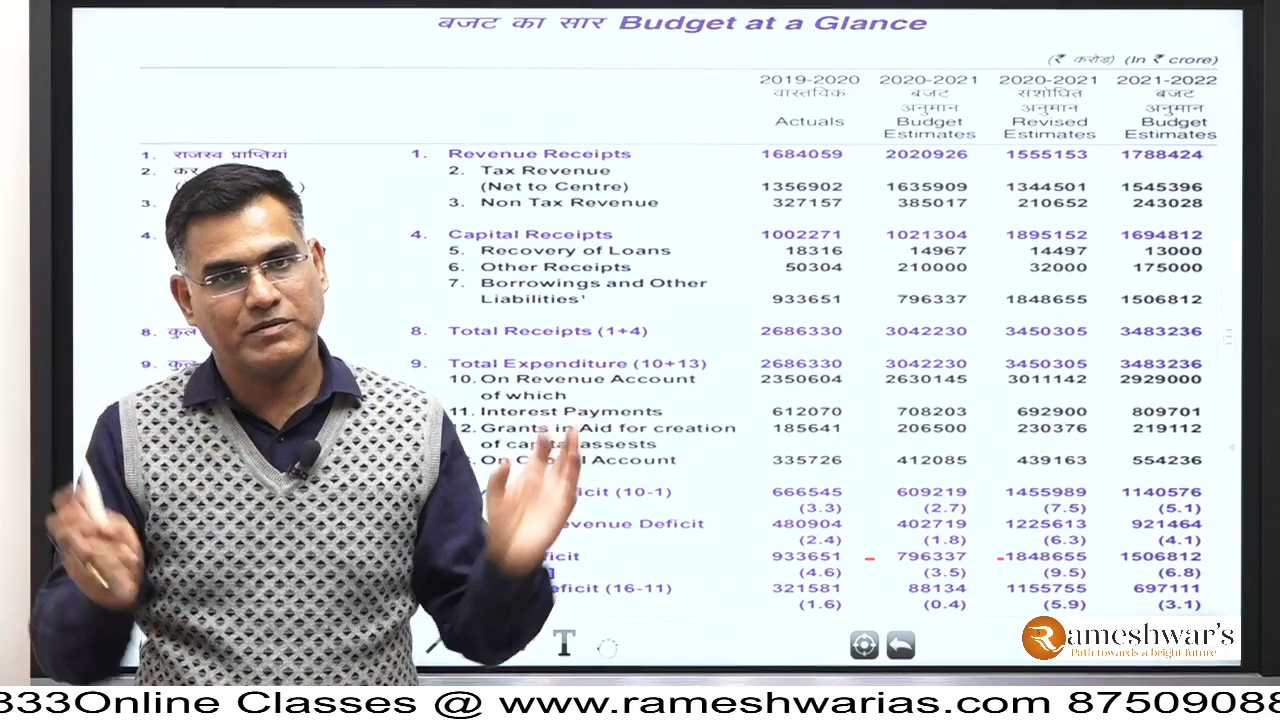 बजट का सार Budget at a Glance
(₹ करोड़) (In ₹ crore)
2019-2020 2020-2021 2020-2021 2021-2022
वास्तविक बजट संशोधित बजट
अनुमान अनुमान अनुमान
Actuals Budget Revised Budget
Estimates Estimates Estimates
1. राजस्व प्राप्तियां 1. Revenue Receipts 1684059 2020926 1555153 1788424
2. कर 2. Tax Revenue
(Net to Centre) 1356902 1635909 1344501 1545396
3. 3. Non Tax Revenue 327157 385017 210652 243028
4. 4. Capital Receipts 1002271 1021304 1895152 1694812
5. Recovery of Loans 18316 14967 14497 13000
6. Other Receipts 50304 210000 32000 175000
7. Borrowings and Other
Liabilities¹ 933651 796337 1848655 1506812
8. कुल 8. Total Receipts (1+4) 2686330 3042230 3450305 3483236
9. कुल 9. Total Expenditure (10+13) 2686330 3042230 3450305 3483236
10. On Revenue Account 2350604 2630145 3011142 2929000
of which
11. Interest Payments 612070 708203 692900 809701
12. Grants in Aid for creation 185641 206500 230376 219112
of capital assests
On Capital Account 335726 412085 439163 554236
(10-1) 666545 609219 1455989 1140576
(3.3) (2.7) (7.5) (5.1)
Deficit 480904 402719 1225613 921464
(2.4) (1.8) (6.3) (4.1)
933651 796337 1848655 1506812
(4.6) (3.5) (9.5) (6.8)
(16-11) 321581 88134 1155755 697111
(1.6) (0.4) (5.9) (3.1)
T
Rameshwar's
Path towards a bright future
833Online Classes @ www.rameshwarias.com 87509088